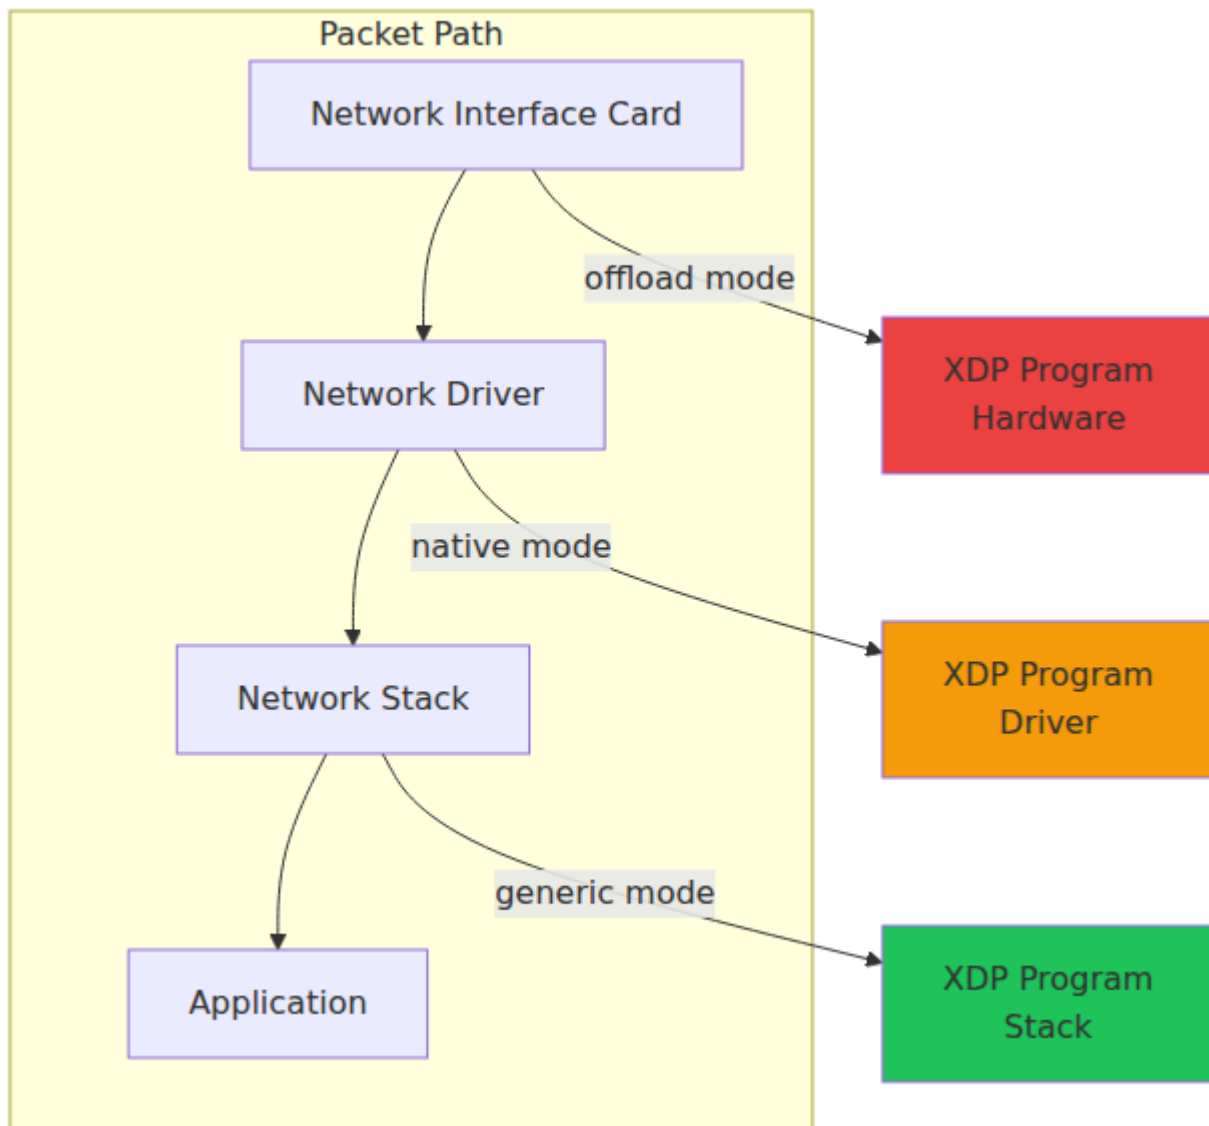 Packet Path
Network Interface Card
offload mode
XDP Program
Hardware
Network Driver
native mode
XDP Program
Driver
Network Stack
generic mode
XDP Program
Stack
Application